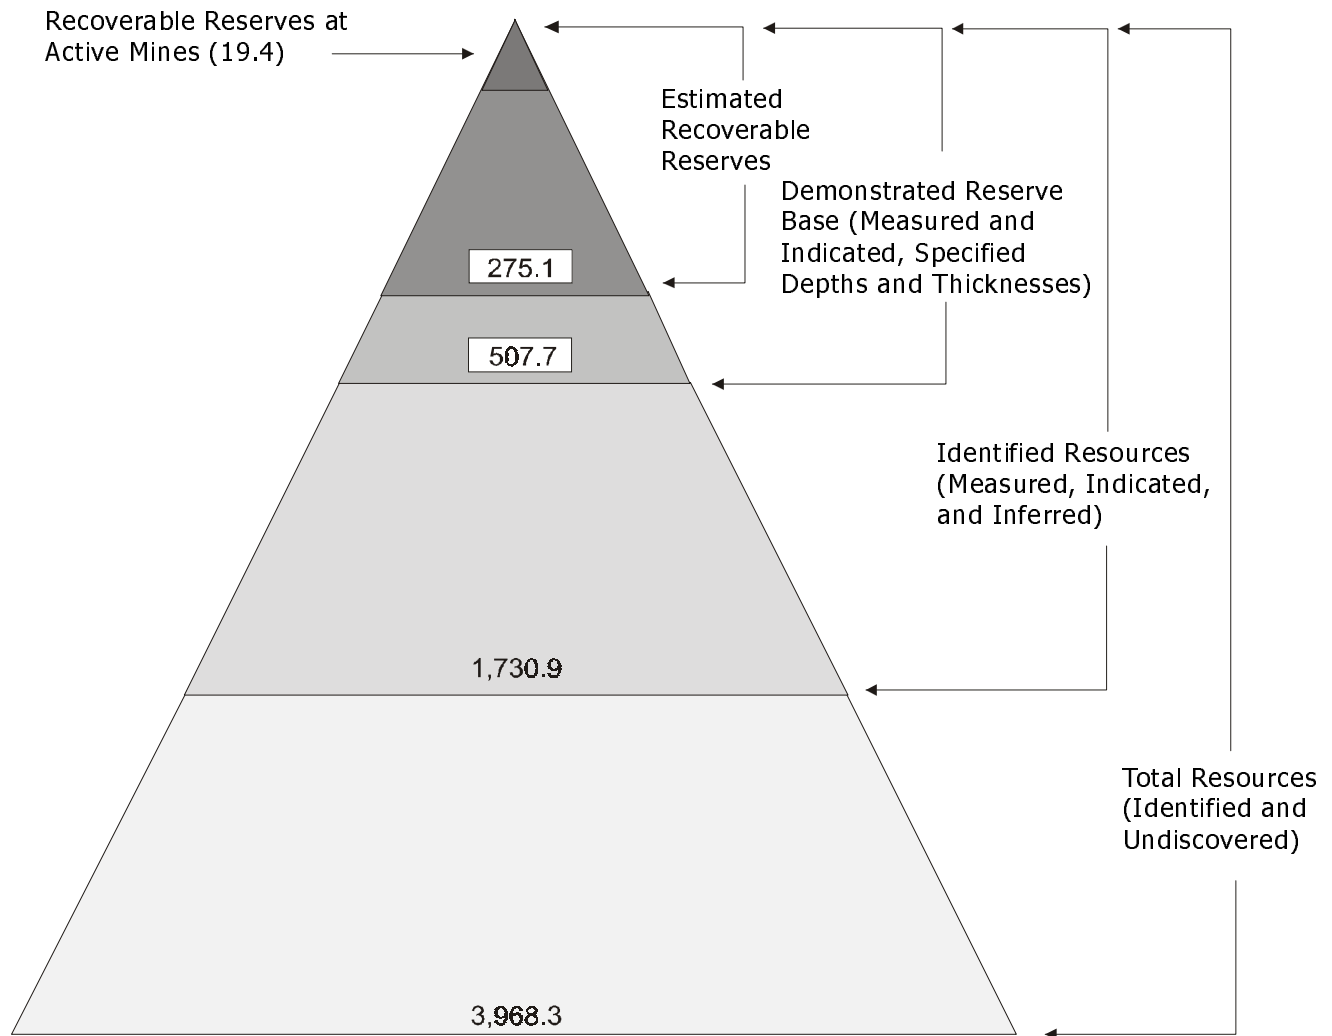 Recoverable Reserves at
Active Mines (19.4)
Estimated
Recoverable
Reserves
Demonstrated Reserve
Base (Measured and
Indicated, Specified
Depths and Thicknesses)
275.1
507.7
Identified Resources
(Measured, Indicated,
and Inferred)
1,730.9
Total Resources
(Identified and
Undiscovered)
3,968.3